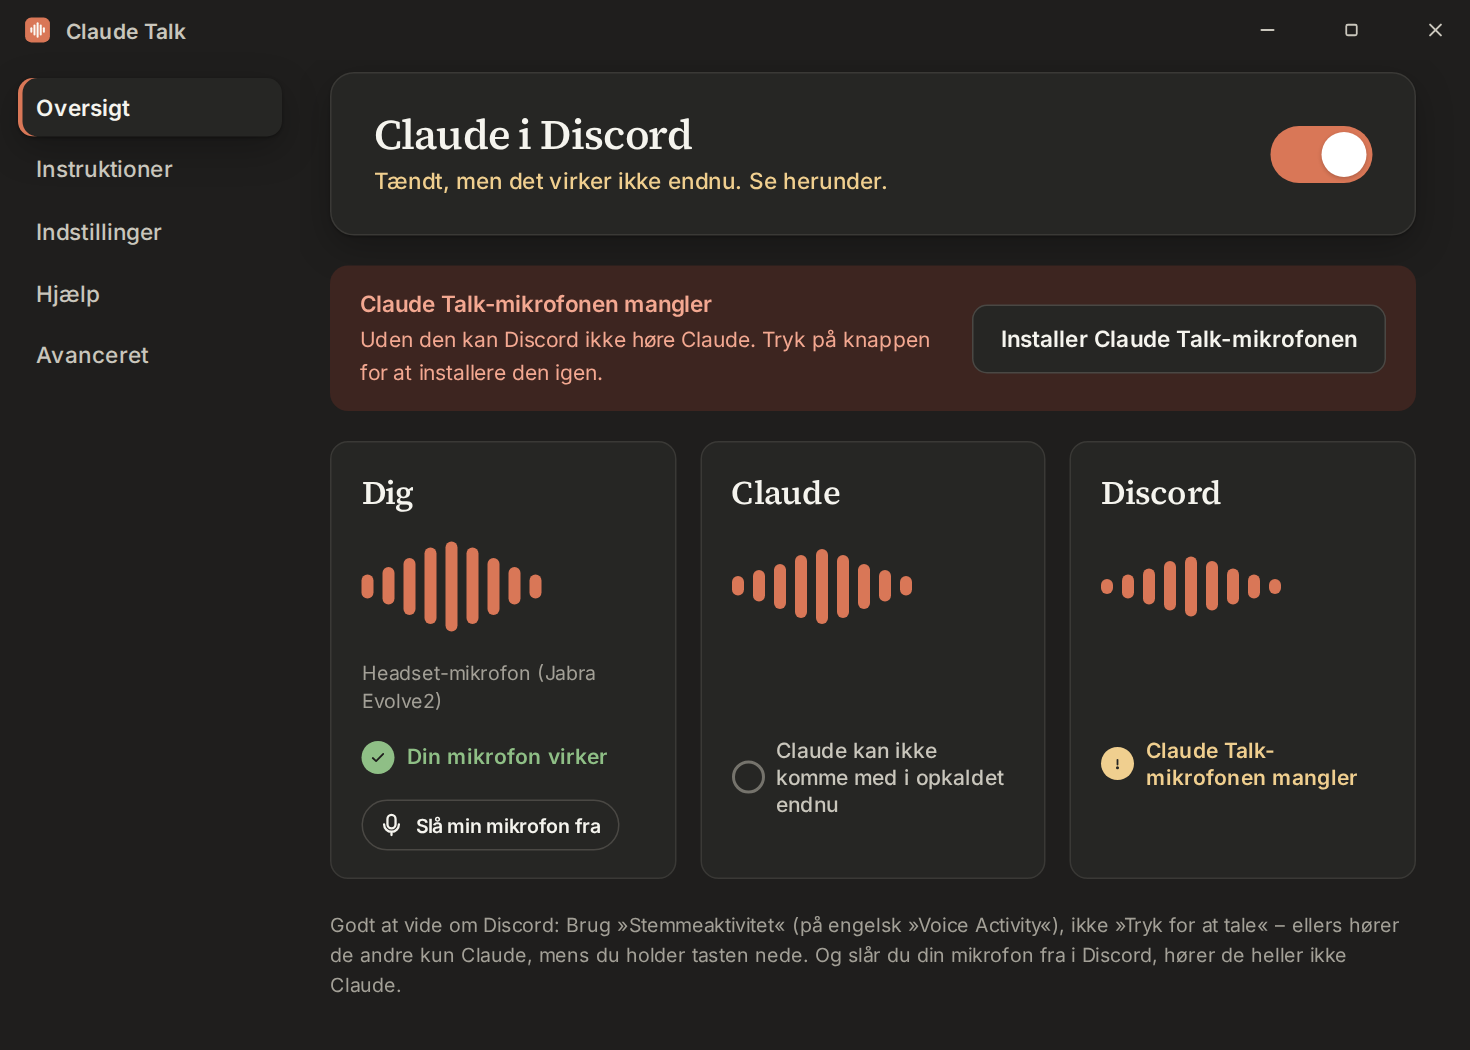 Claude Talk
Oversigt
Instruktioner
Indstillinger
Hjælp
Avanceret
Claude i Discord
Tændt, men det virker ikke endnu. Se herunder.
Claude Talk-mikrofonen mangler
Uden den kan Discord ikke høre Claude. Tryk på knappen
for at installere den igen.
Installer Claude Talk-mikrofonen
Dig
Headset-mikrofon (Jabra
Evolve2)
Din mikrofon virker
Slå min mikrofon fra
Claude
Claude kan ikke
komme med i opkaldet
endnu
Discord
Claude Talk-
mikrofonen mangler
Godt at vide om Discord: Brug »Stemmeaktivitet« (på engelsk »Voice Activity«), ikke »Tryk for at tale« – ellers hører
de andre kun Claude, mens du holder tasten nede. Og slår du din mikrofon fra i Discord, hører de heller ikke
Claude.